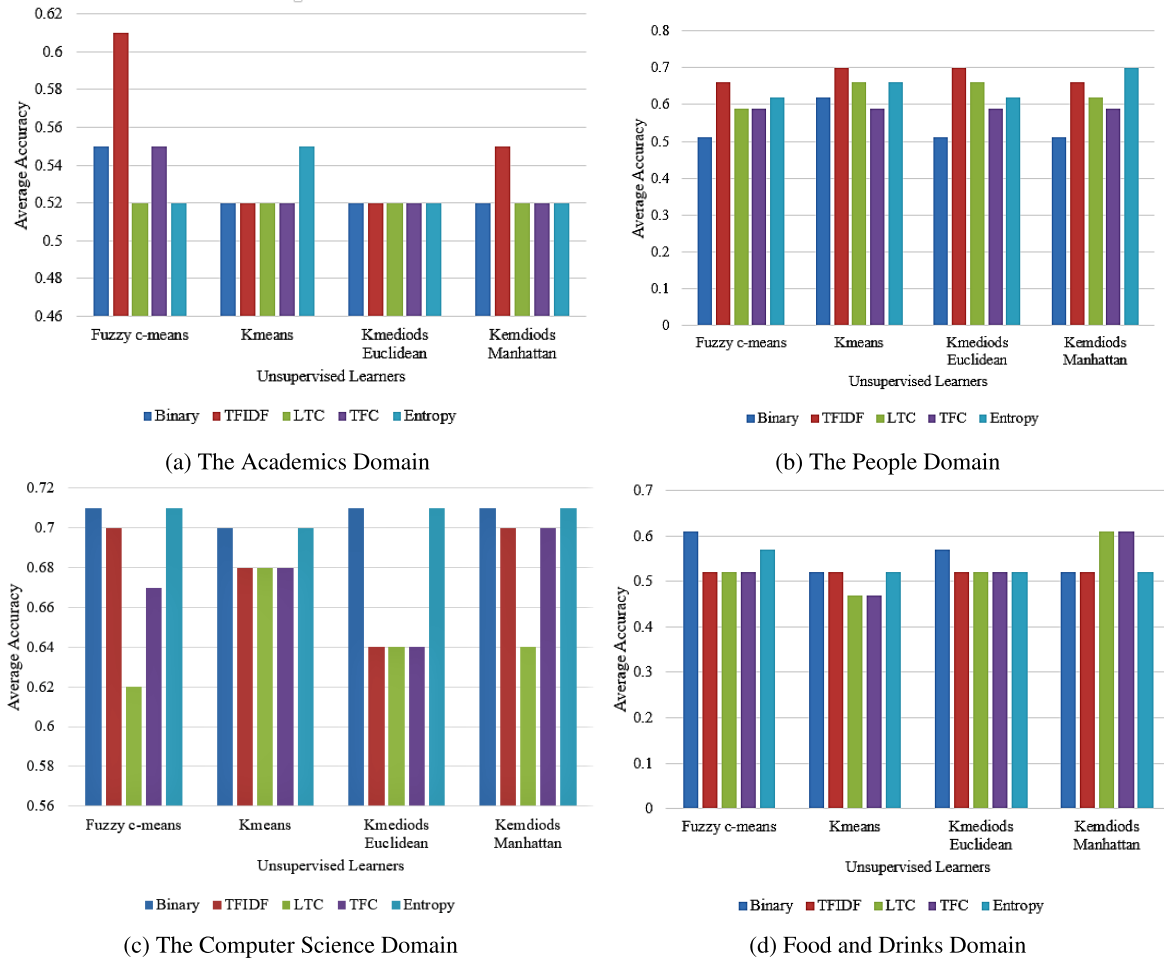 0.62
0.6
0.58
0.56
0.54
0.52
0.5
0.48
0.46
Average Accuracy
Fuzzy c-means
Kmeans
Kmediods
Euclidean
Kemdiods
Manhattan
Unsupervised Learners
Binary TFIDF LTC TFC Entropy
(a) The Academics Domain
0.8
0.7
0.6
0.5
0.4
0.3
0.2
0.1
0
Average Accuracy
Fuzzy c-means
Kmeans
Kmediods
Euclidean
Kemdiods
Manhattan
Unsupervised Learners
Binary TFIDF LTC TFC Entropy
(b) The People Domain
0.72
0.7
0.68
0.66
0.64
0.62
0.6
0.58
0.56
Average Accuracy
Fuzzy c-means
Kmeans
Kmediods
Euclidean
Kemdiods
Manhattan
Unsupervised Learners
Binary TFIDF LTC TFC Entropy
(c) The Computer Science Domain
0.7
0.6
0.5
0.4
0.3
0.2
0.1
0
Average Accuracy
Fuzzy c-means
Kmeans
Kmediods
Euclidean
Kemdiods
Manhattan
Unsupervised Learners
Binary TFIDF LTC TFC Entropy
(d) Food and Drinks Domain